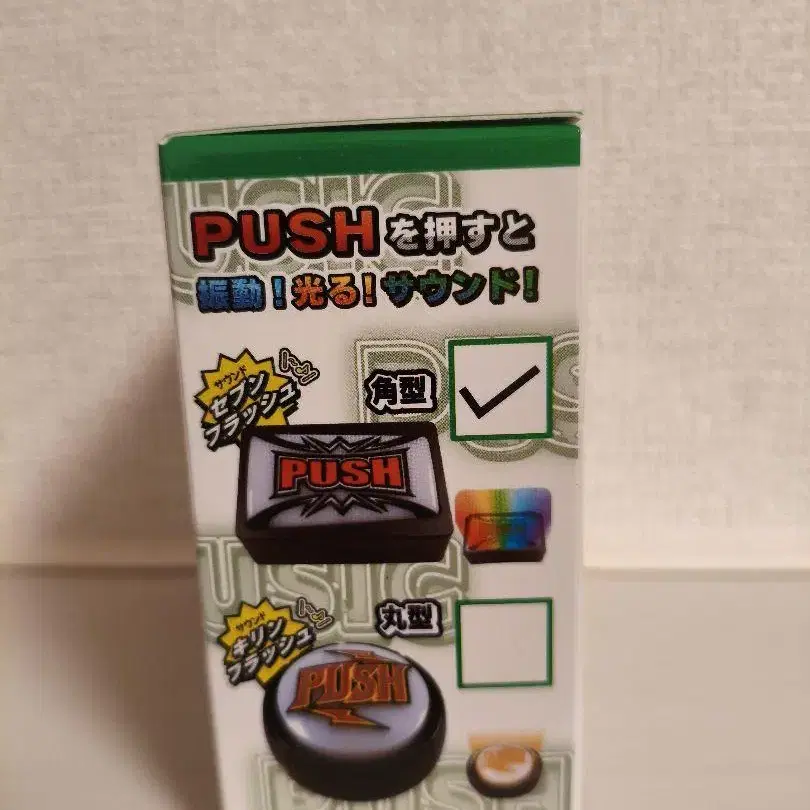 PUSHを押すと
振動!光る!サウンド!
サウンド
セブン
フラッシュ
角型
PUSH
サウンド
キリン
フラッシュ
丸型
PUSH